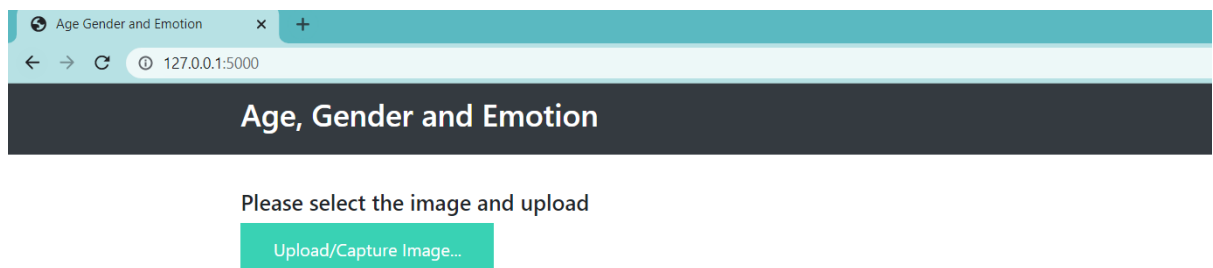 Age Gender and Emotion
127.0.0.1:5000
Age, Gender and Emotion
Please select the image and upload
Upload/Capture Image...